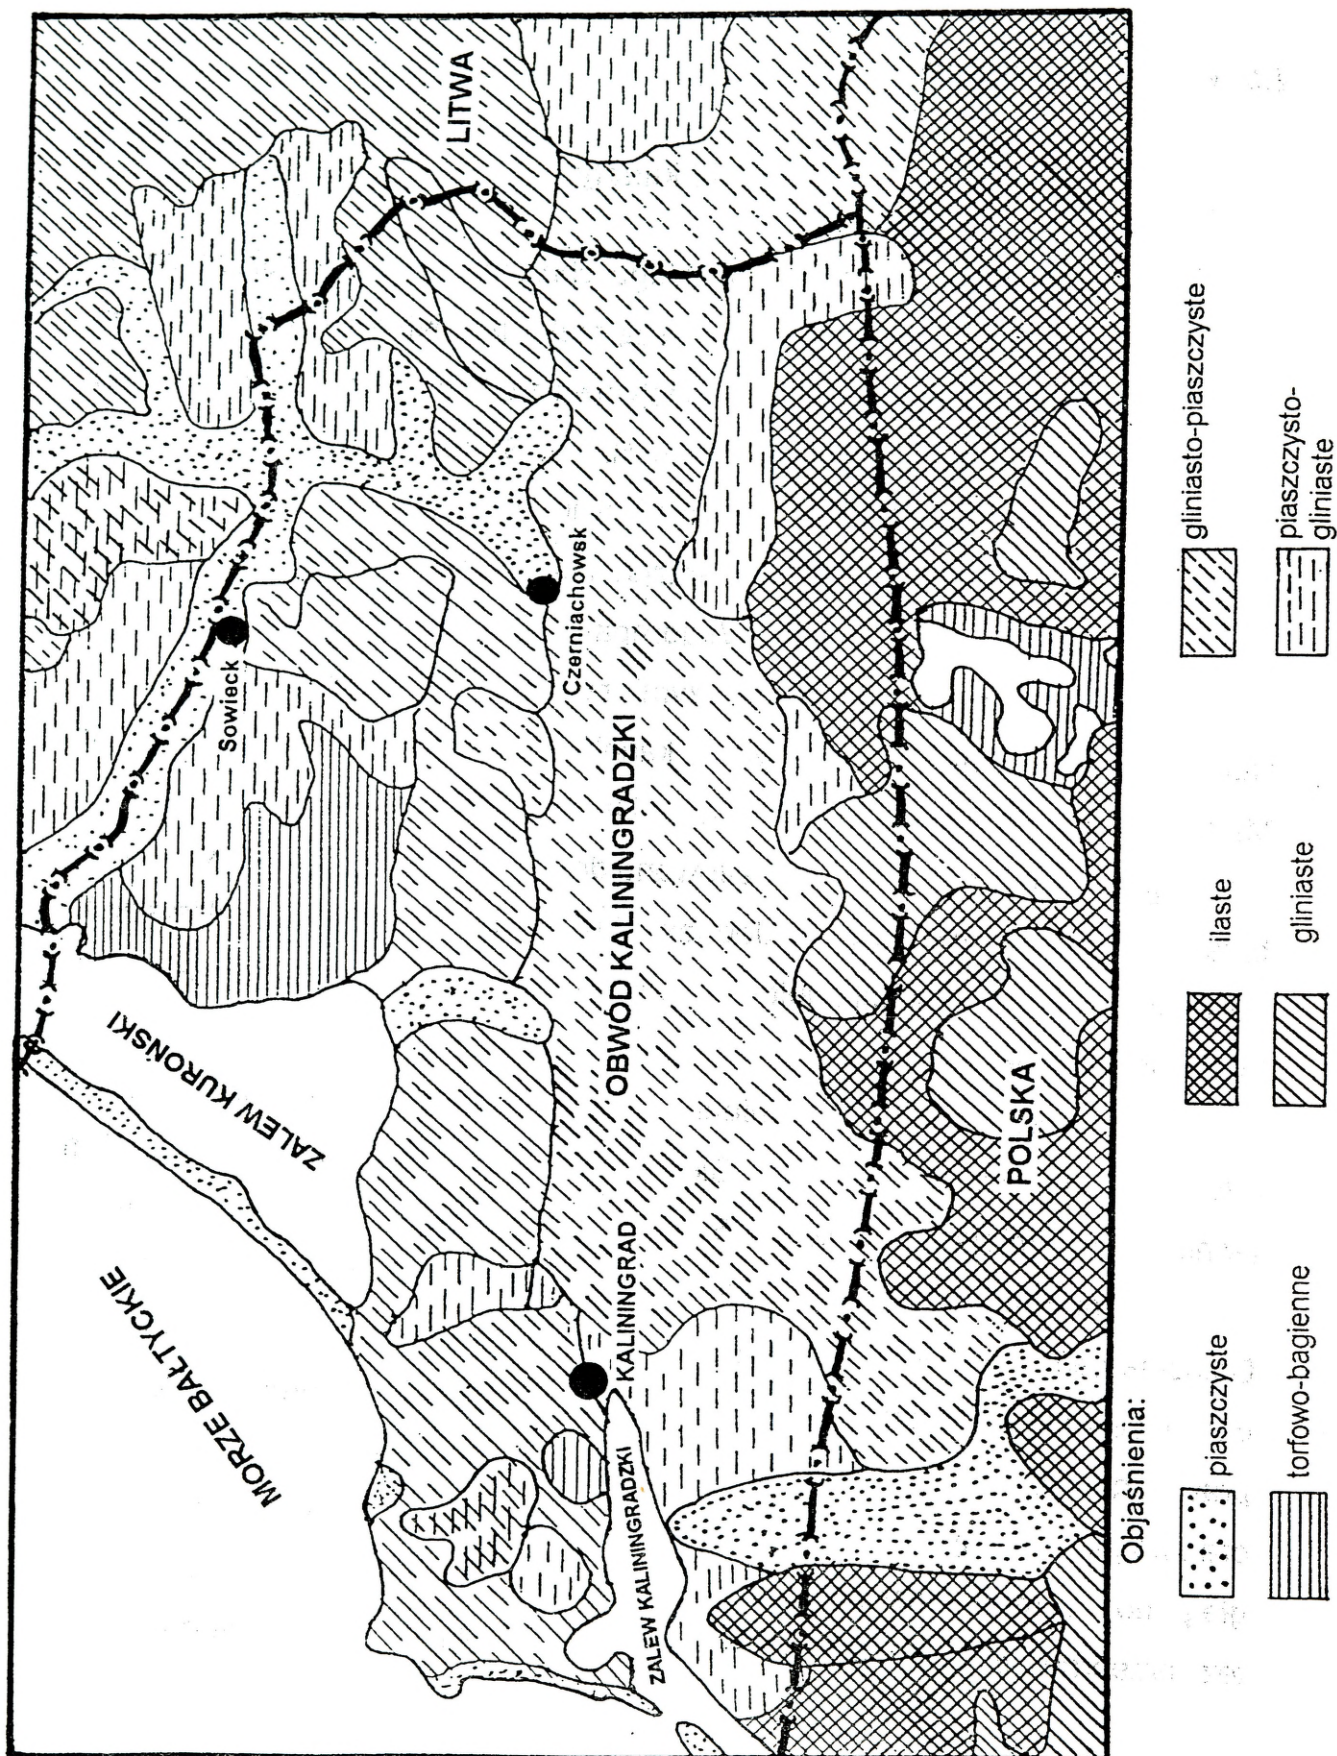 MORZE BAŁTYCKIE
ZALEW KUROŃSKI
Sowieck
LITWA
Czerniachowsk
KALININGRAD
ZALEW KALININGRADZKI
OBWÓD KALININGRADZKI
POLSKA
Objaśnienia:
piaszczyste
ilaste
gliniasto-piaszczyste
torfowo-bagienne
gliniaste
piaszczysto-
gliniaste